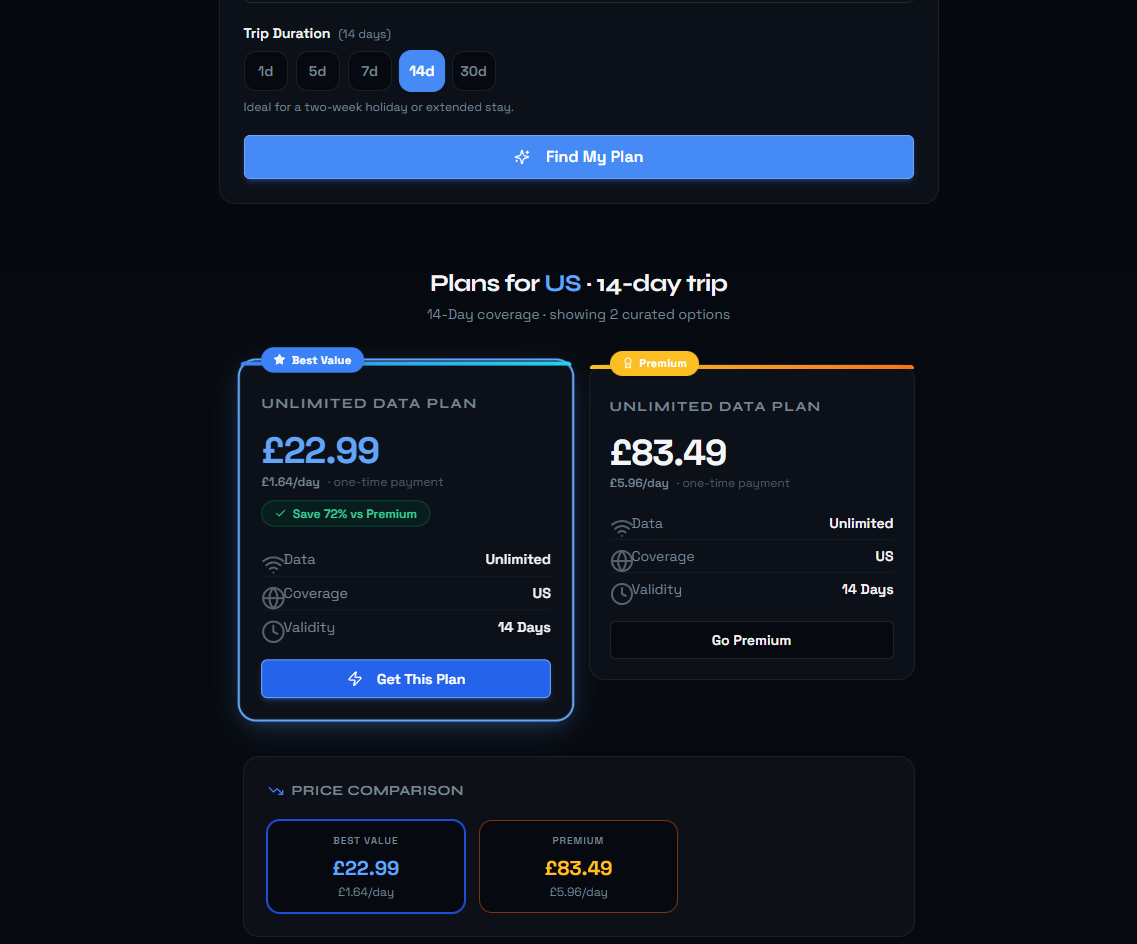 Trip Duration (14 days)
1d 5d 7d 14d 30d
Ideal for a two-week holiday or extended stay.
Find My Plan
Plans for US · 14-day trip
14-Day coverage · showing 2 curated options
Best Value
UNLIMITED DATA PLAN
£22.99
£1.64/day · one-time payment
Save 72% vs Premium
Data Unlimited
Coverage US
Validity 14 Days
Get This Plan
Premium
UNLIMITED DATA PLAN
£83.49
£5.96/day · one-time payment
Data Unlimited
Coverage US
Validity 14 Days
Go Premium
PRICE COMPARISON
BEST VALUE
£22.99
£1.64/day
PREMIUM
£83.49
£5.96/day